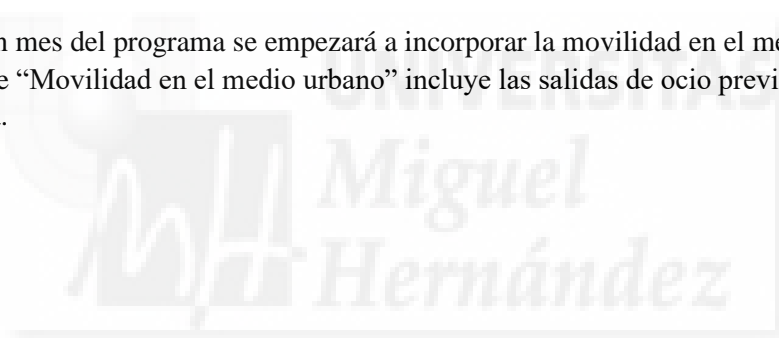 n mes del programa se empezará a incorporar la movilidad en el me
e “Movilidad en el medio urbano” incluye las salidas de ocio previ
.
UNIVERSITAS
Miguel
Hernández